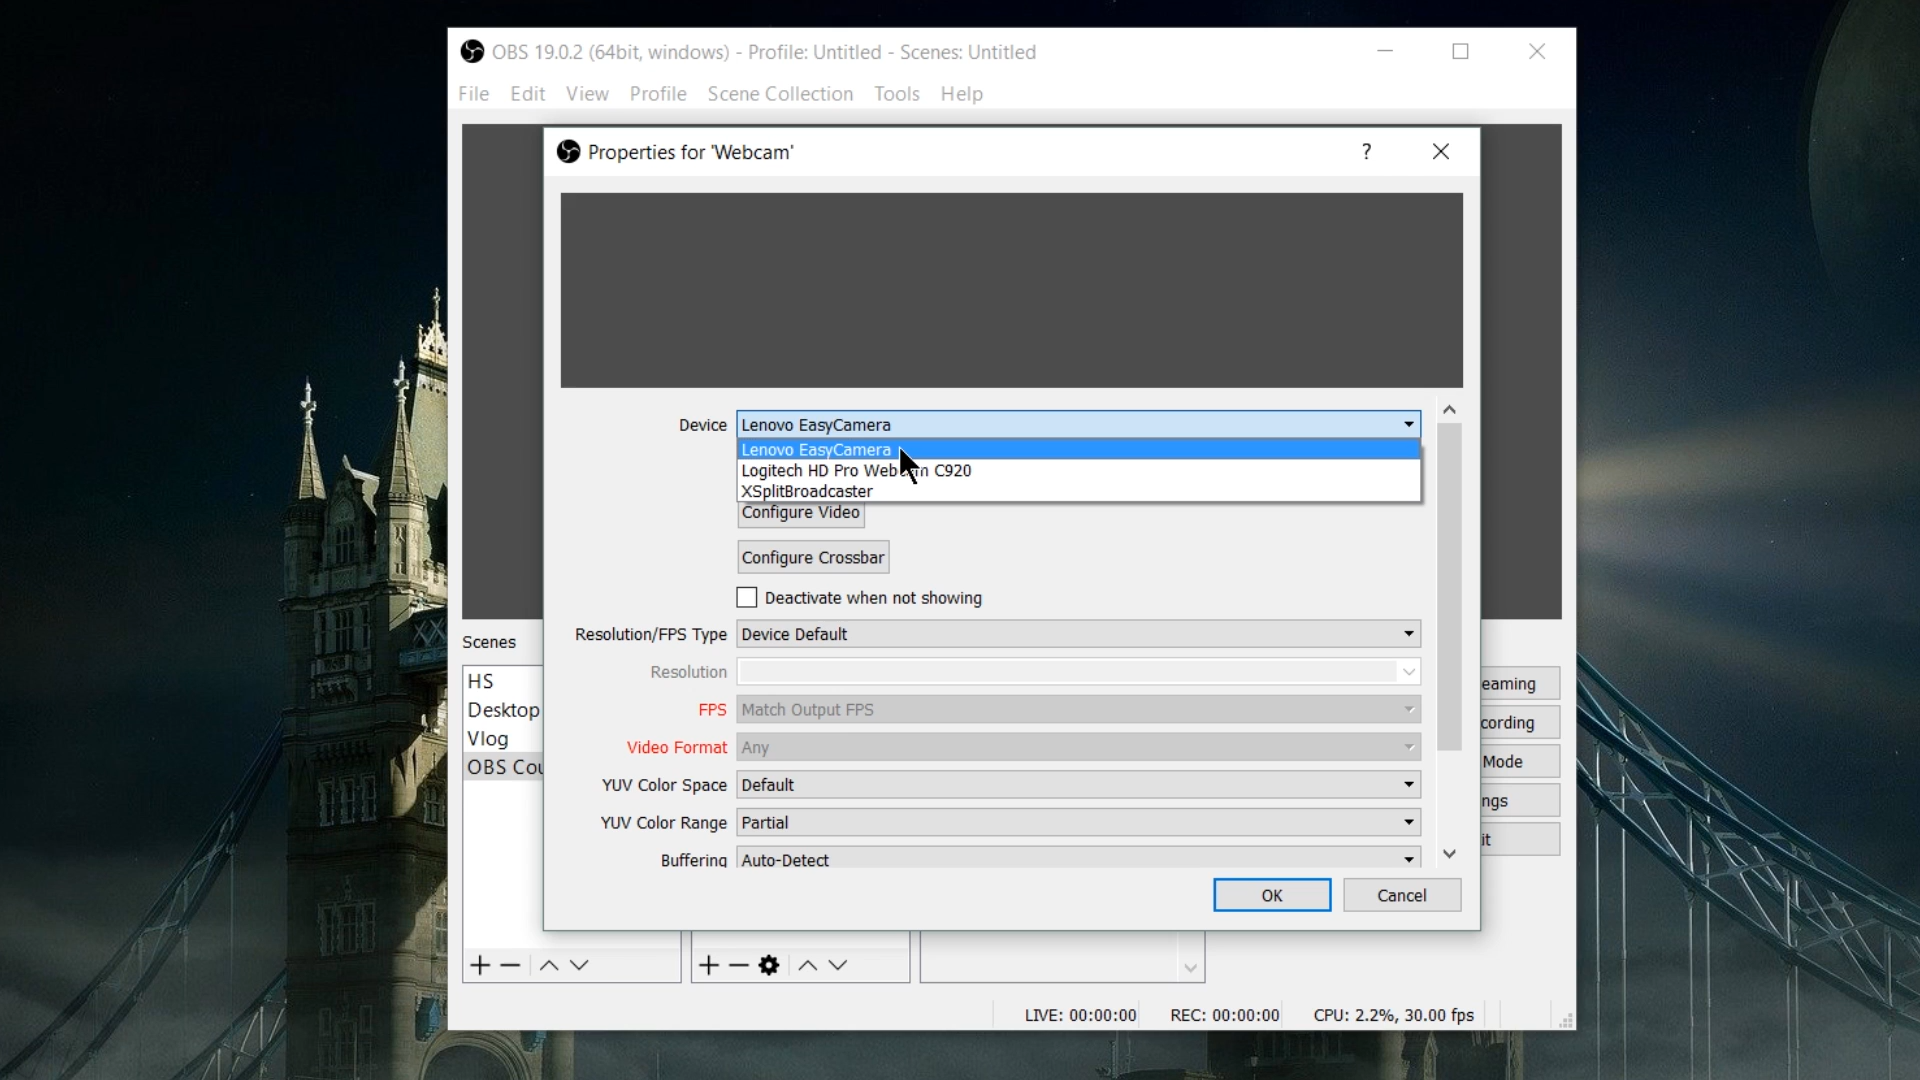 OBS 19.0.2 (64bit, windows) - Profile: Untitled - Scenes: Untitled
File Edit View Profile Scene Collection Tools Help
Properties for 'Webcam'
?
Device Lenovo EasyCamera
Lenovo EasyCamera
Logitech HD Pro C920
XSplitBroadcaster
Configure Video
Configure Crossbar
Deactivate when not showing
Resolution/FPS Type Device Default
Resolution
FPS Match Output FPS
Video Format Any
YUV Color Space Default
YUV Color Range Partial
Buffering Auto-Detect
OK Cancel
Scenes
HS
Desktop
Vlog
OBS Cou
eaming
cording
Mode
ngs
it
LIVE: 00:00:00 REC: 00:00:00 CPU: 2.2%, 30.00 fps